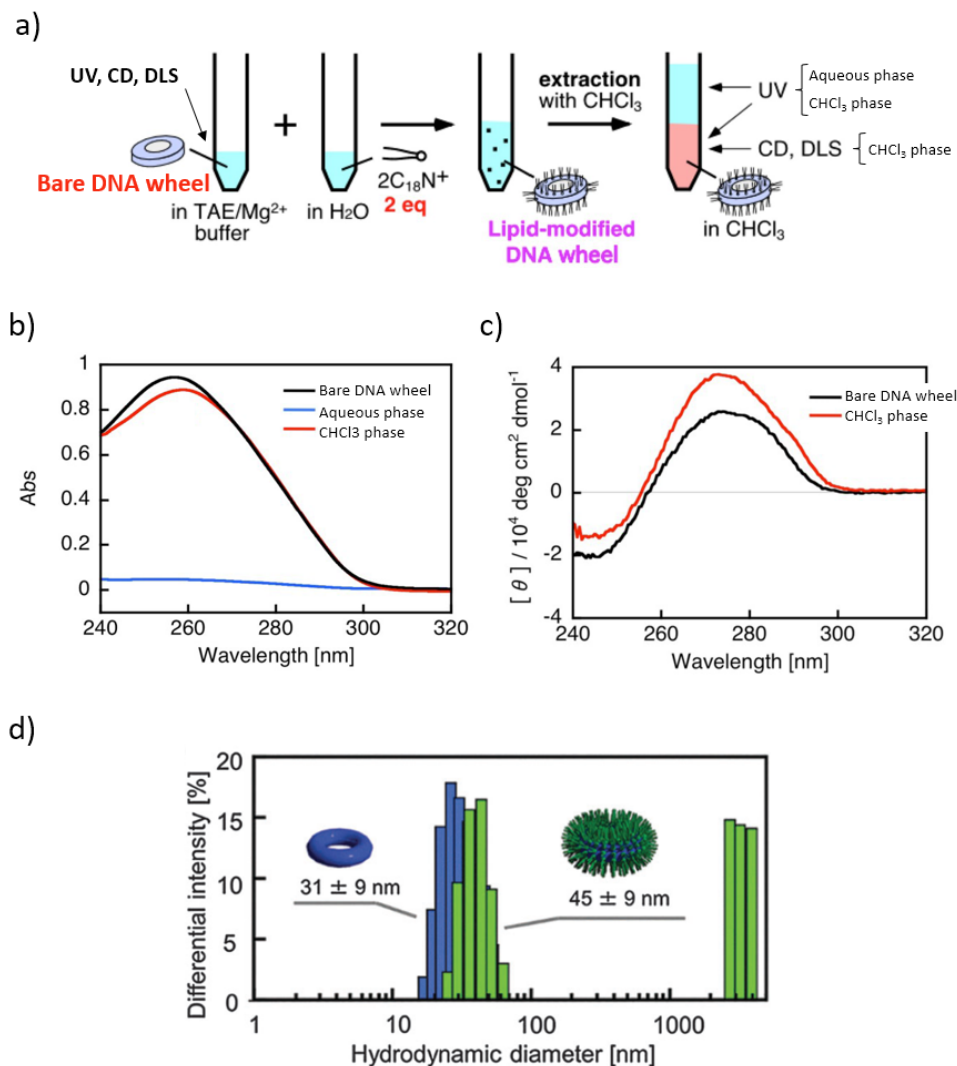 a)
UV, CD, DLS
Bare DNA wheel
in TAE/Mg²⁺
buffer
+
in H₂O
2C₁₈N⁺
2 eq
Lipid-modified
DNA wheel
extraction
with CHCl₃
UV
Aqueous phase
CHCl₃ phase
CD, DLS
CHCl₃ phase
in CHCl₃
b)
1
0.8
0.6
0.4
0.2
0
Abs
Bare DNA wheel
Aqueous phase
CHCl3 phase
240 260 280 300 320
Wavelength [nm]
c)
4
2
0
-2
-4
[ θ ] / 10⁴ deg cm² dmol⁻¹
Bare DNA wheel
CHCl₃ phase
240 260 280 300 320
Wavelength [nm]
d)
20
15
10
5
0
Differential intensity [%]
31 ± 9 nm
45 ± 9 nm
1 10 100 1000
Hydrodynamic diameter [nm]